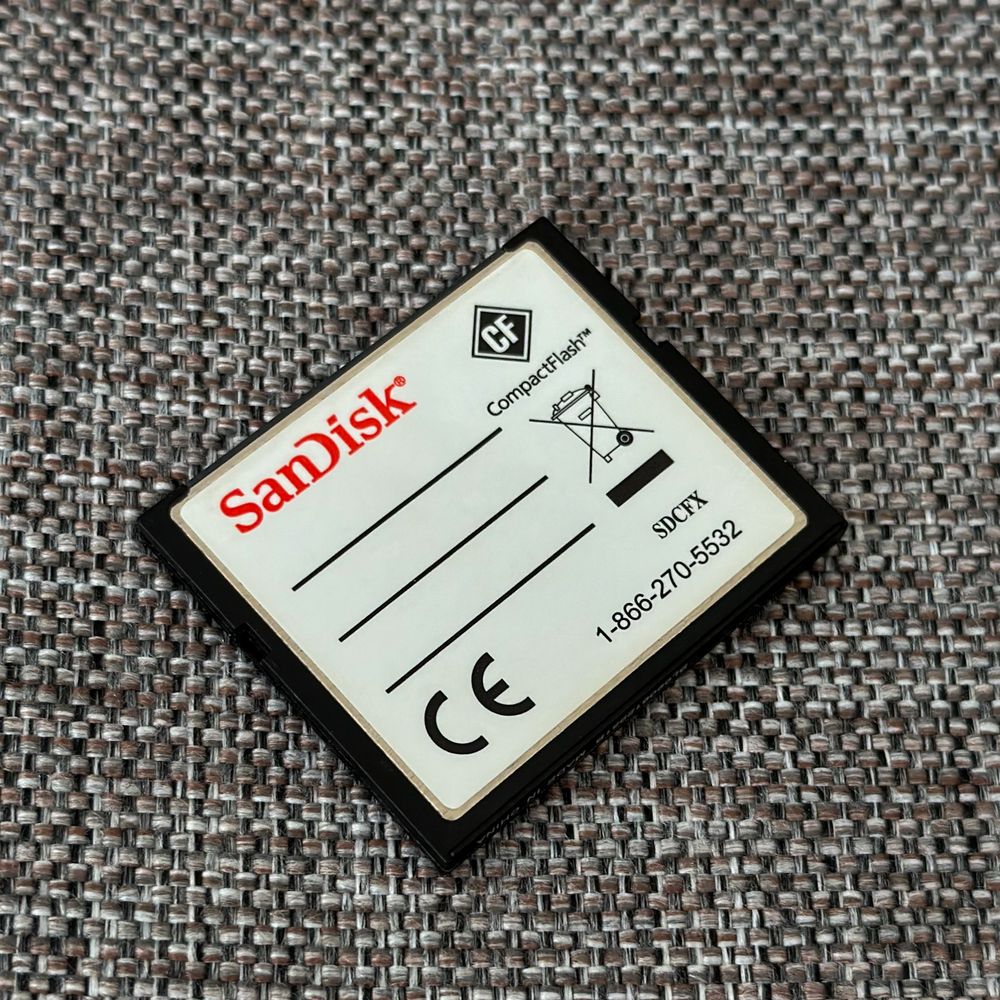 SanDisk®
CF
CompactFlash™
SDCFX
1-866-270-5532
CE